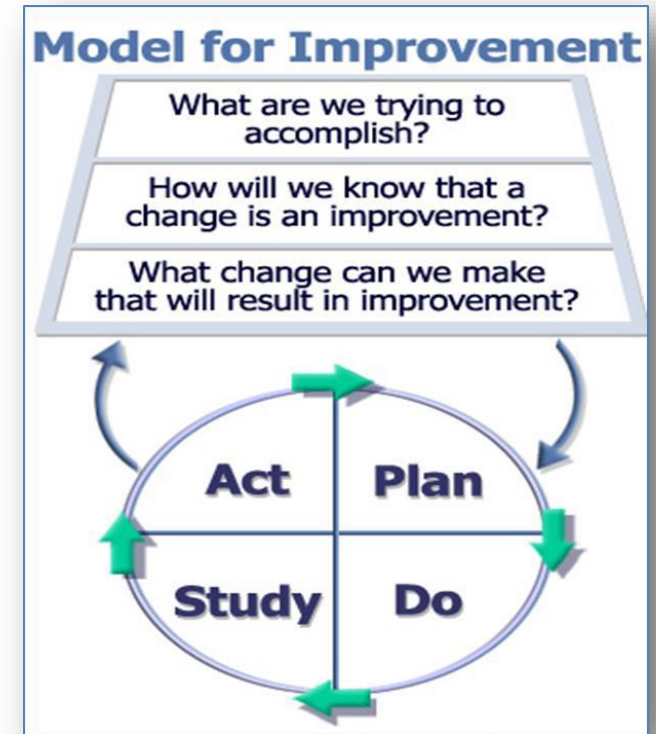 Model for Improvement
What are we trying to
accomplish?
How will we know that a
change is an improvement?
What change can we make
that will result in improvement?
Act
Plan
Study
Do